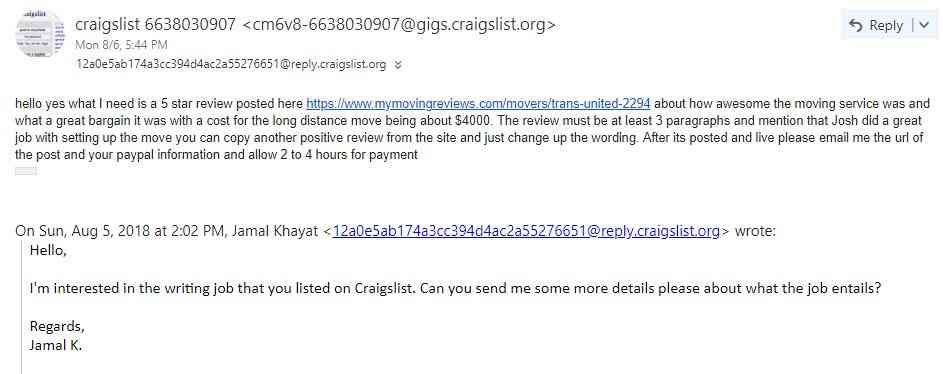 craigslist 6638030907 <cm6v8-6638030907@gigs.craigslist.org>
Reply
Mon 8/6, 5:44 PM
12a0e5ab174a3cc394d4ac2a55276651@reply.craigslist.org
hello yes what I need is a 5 star review posted here https://www.mymovingreviews.com/movers/trans-united-2294 about how awesome the moving service was and
what a great bargain it was with a cost for the long distance move being about $4000. The review must be at least 3 paragraphs and mention that Josh did a great
job with setting up the move you can copy another positive review from the site and just change up the wording. After its posted and live please email me the url of
the post and your paypal information and allow 2 to 4 hours for payment
On Sun, Aug 5, 2018 at 2:02 PM, Jamal Khayat <12a0e5ab174a3cc394d4ac2a55276651@reply.craigslist.org> wrote:
Hello,
I'm interested in the writing job that you listed on Craigslist. Can you send me some more details please about what the job entails?
Regards,
Jamal K.